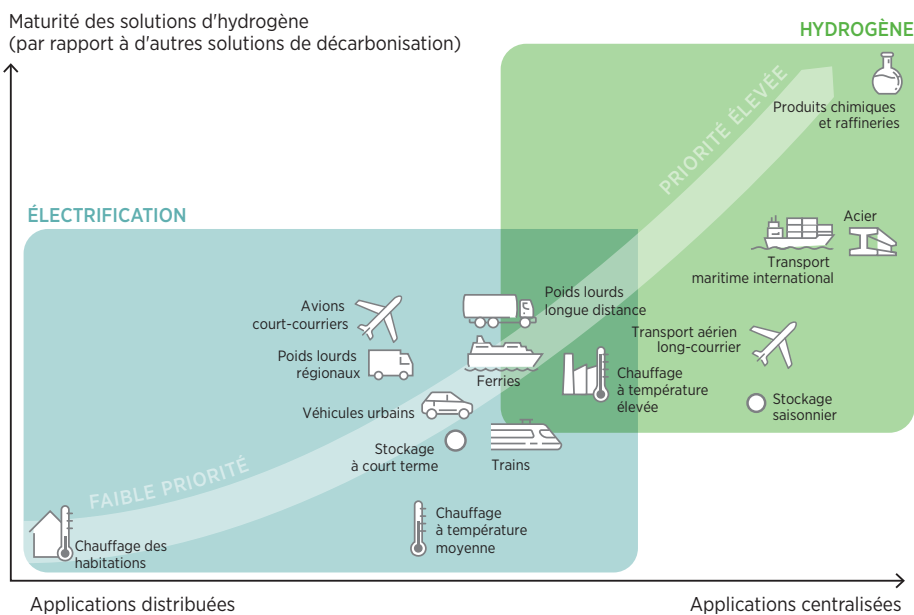 Maturité des solutions d'hydrogène
(par rapport à d'autres solutions de décarbonisation)
HYDROGÈNE
PRIORITÉ ÉLEVÉE
Produits chimiques
et raffineries
ÉLECTRIFICATION
Acier
Transport
maritime international
Poids lourds
longue distance
Avions
court-courriers
Transport aérien
long-courrier
Poids lourds
régionaux
Ferries
Chauffage
à température
élevée
Véhicules urbains
Stockage
saisonnier
Stockage
à court terme
Trains
FAIBLE PRIORITÉ
Chauffage
à température
moyenne
Chauffage des
habitations
Applications distribuées
Applications centralisées